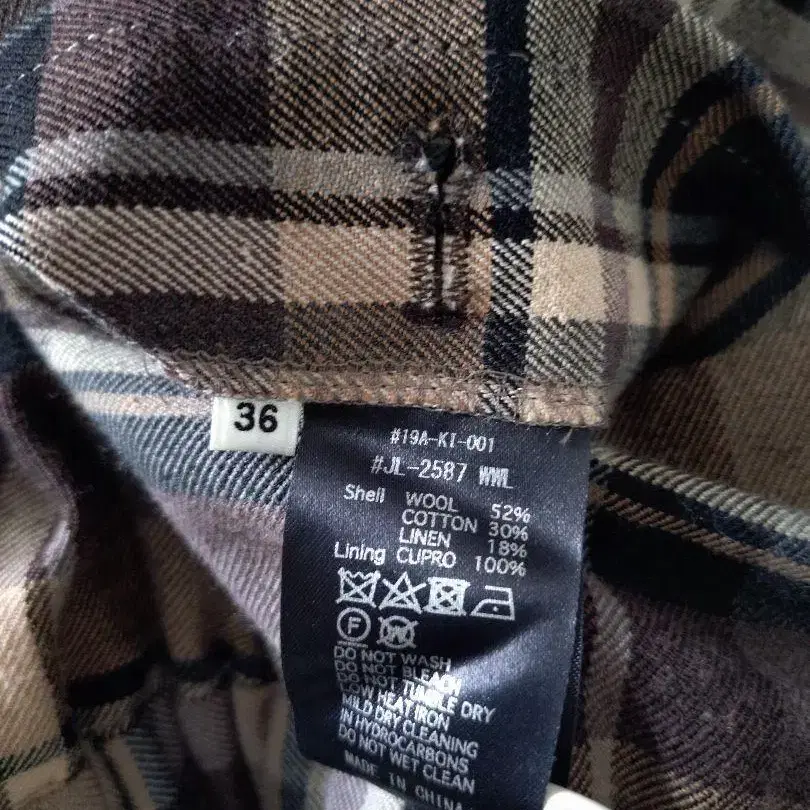 36
#19A-KI-001
#JL-2587 WWL
Shell WOOL 52%
COTTON 30%
LINEN 18%
Lining CUPRO 100%
F W
DO NOT WASH
DO NOT BLEACH
DO NOT TUMBLE DRY
LOW HEAT IRON
MILD DRY CLEANING
IN HYDROCARBONS
DO NOT WET CLEAN
MADE IN CHINA